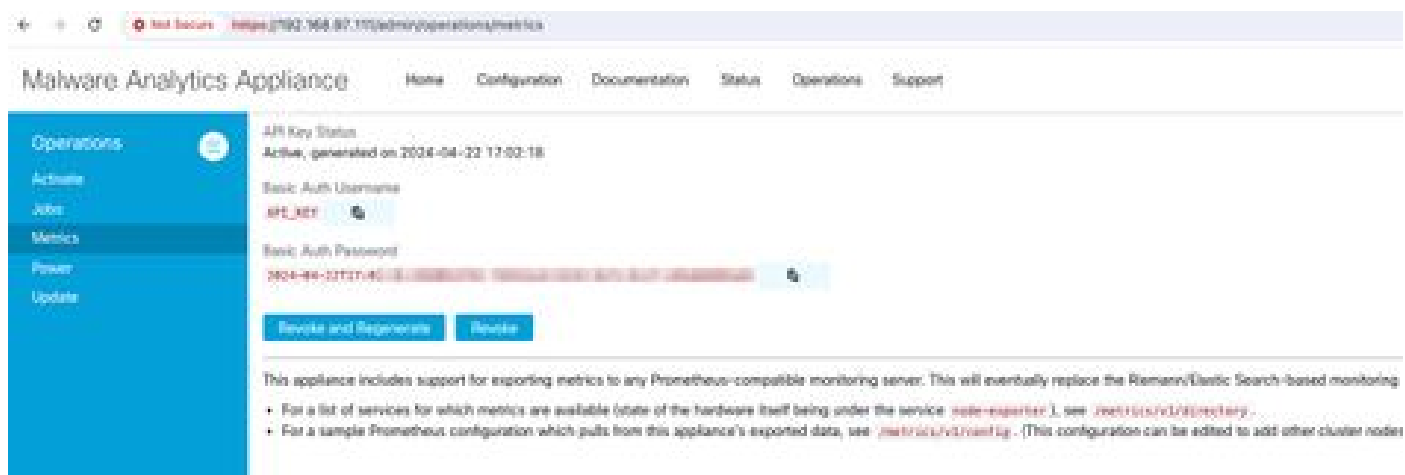 Not Secure https://192.168.97.111/admin/operations/metrics
Malware Analytics Appliance Home Configuration Documentation Status Operations Support
Operations
Activate
Jobs
Metrics
Power
Update
API Key Status
Active, generated on 2024-04-22 17:02:18
Basic Auth Username
API_KEY
Basic Auth Password
2024-04-22T17:0
Revoke and Regenerate Revoke
This appliance includes support for exporting metrics to any Prometheus-compatible monitoring server. This will eventually replace the Riemann/Elastic Search-based monitoring
• For a list of services for which metrics are available (state of the hardware itself being under the service node-exporter), see /metrics/v1/directory.
• For a sample Prometheus configuration which pulls from this appliance's exported data, see /metrics/v1/config. (This configuration can be edited to add other cluster nodes